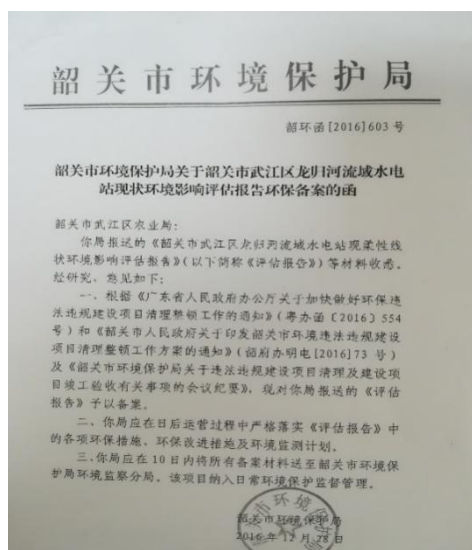 韶关市环境保护局
韶环函[2016]603号
韶关市环境保护局关于韶关市武江区龙归河流域水电
站现状环境影响评估报告环保备案的函
韶关市武江区农业局：
你局报送的《韶关市武江区龙归河流域水电站现柔性线
状环境影响评估报告》(以下简称《评估报告》)等材料收悉。
经研究，意见如下：
一、根据《广东省人民政府办公厅关于加快做好环保违
法违规建设项目清理整顿工作的通知》(粤办函〔2016〕554
号)和《韶关市人民政府关于印发韶关市环境违法违规建设
项目清理整顿工作方案的通知》(韶府办明电[2016]73 号)
及《韶关市环境保护局关于违法违规建设项目清理及建设项
目竣工验收有关事项的会议纪要》，现对你局报送的《评估
报告》予以备案。
二、你局应在日后运营过程中严格落实《评估报告》中
的各项环保措施、环保改进措施及环境监测计划。
三、你局应在10日内将所有备案材料送至韶关市环境保
护局环境监察分局。该项目纳入日常环境保护监督管理。
韶关市环境保护局
2016年12月28日